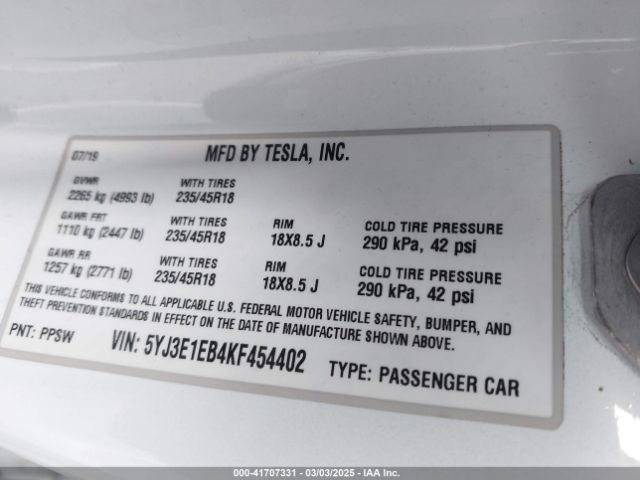 07/19 MFD BY TESLA, INC.
GVWR WITH TIRES
2265 kg (4993 lb) 235/45R18
GAWR FRT WITH TIRES RIM COLD TIRE PRESSURE
1110 kg (2447 lb) 235/45R18 18X8.5 J 290 kPa, 42 psi
GAWR RR WITH TIRES RIM COLD TIRE PRESSURE
1257 kg (2771 lb) 235/45R18 18X8.5 J 290 kPa, 42 psi
THIS VEHICLE CONFORMS TO ALL APPLICABLE U.S. FEDERAL MOTOR VEHICLE SAFETY, BUMPER, AND
THEFT PREVENTION STANDARDS IN EFFECT ON THE DATE OF MANUFACTURE SHOWN ABOVE.
PNT: PPSW VIN: 5YJ3E1EB4KF454402 TYPE: PASSENGER CAR
000-41707331 - 03/03/2025 - IAA Inc.